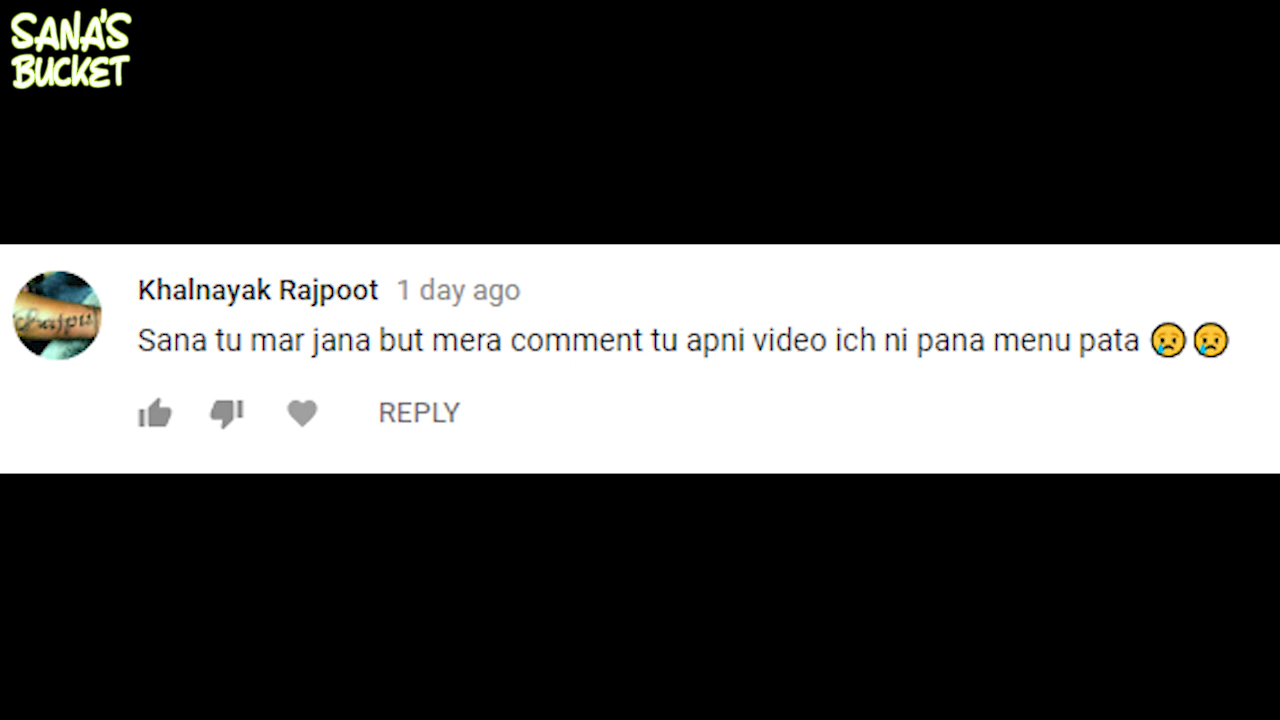 SANA'S
BUCKET
Khalnayak Rajpoot 1 day ago
Sana tu mar jana but mera comment tu apni video ich ni pana menu pata 😢😢
REPLY